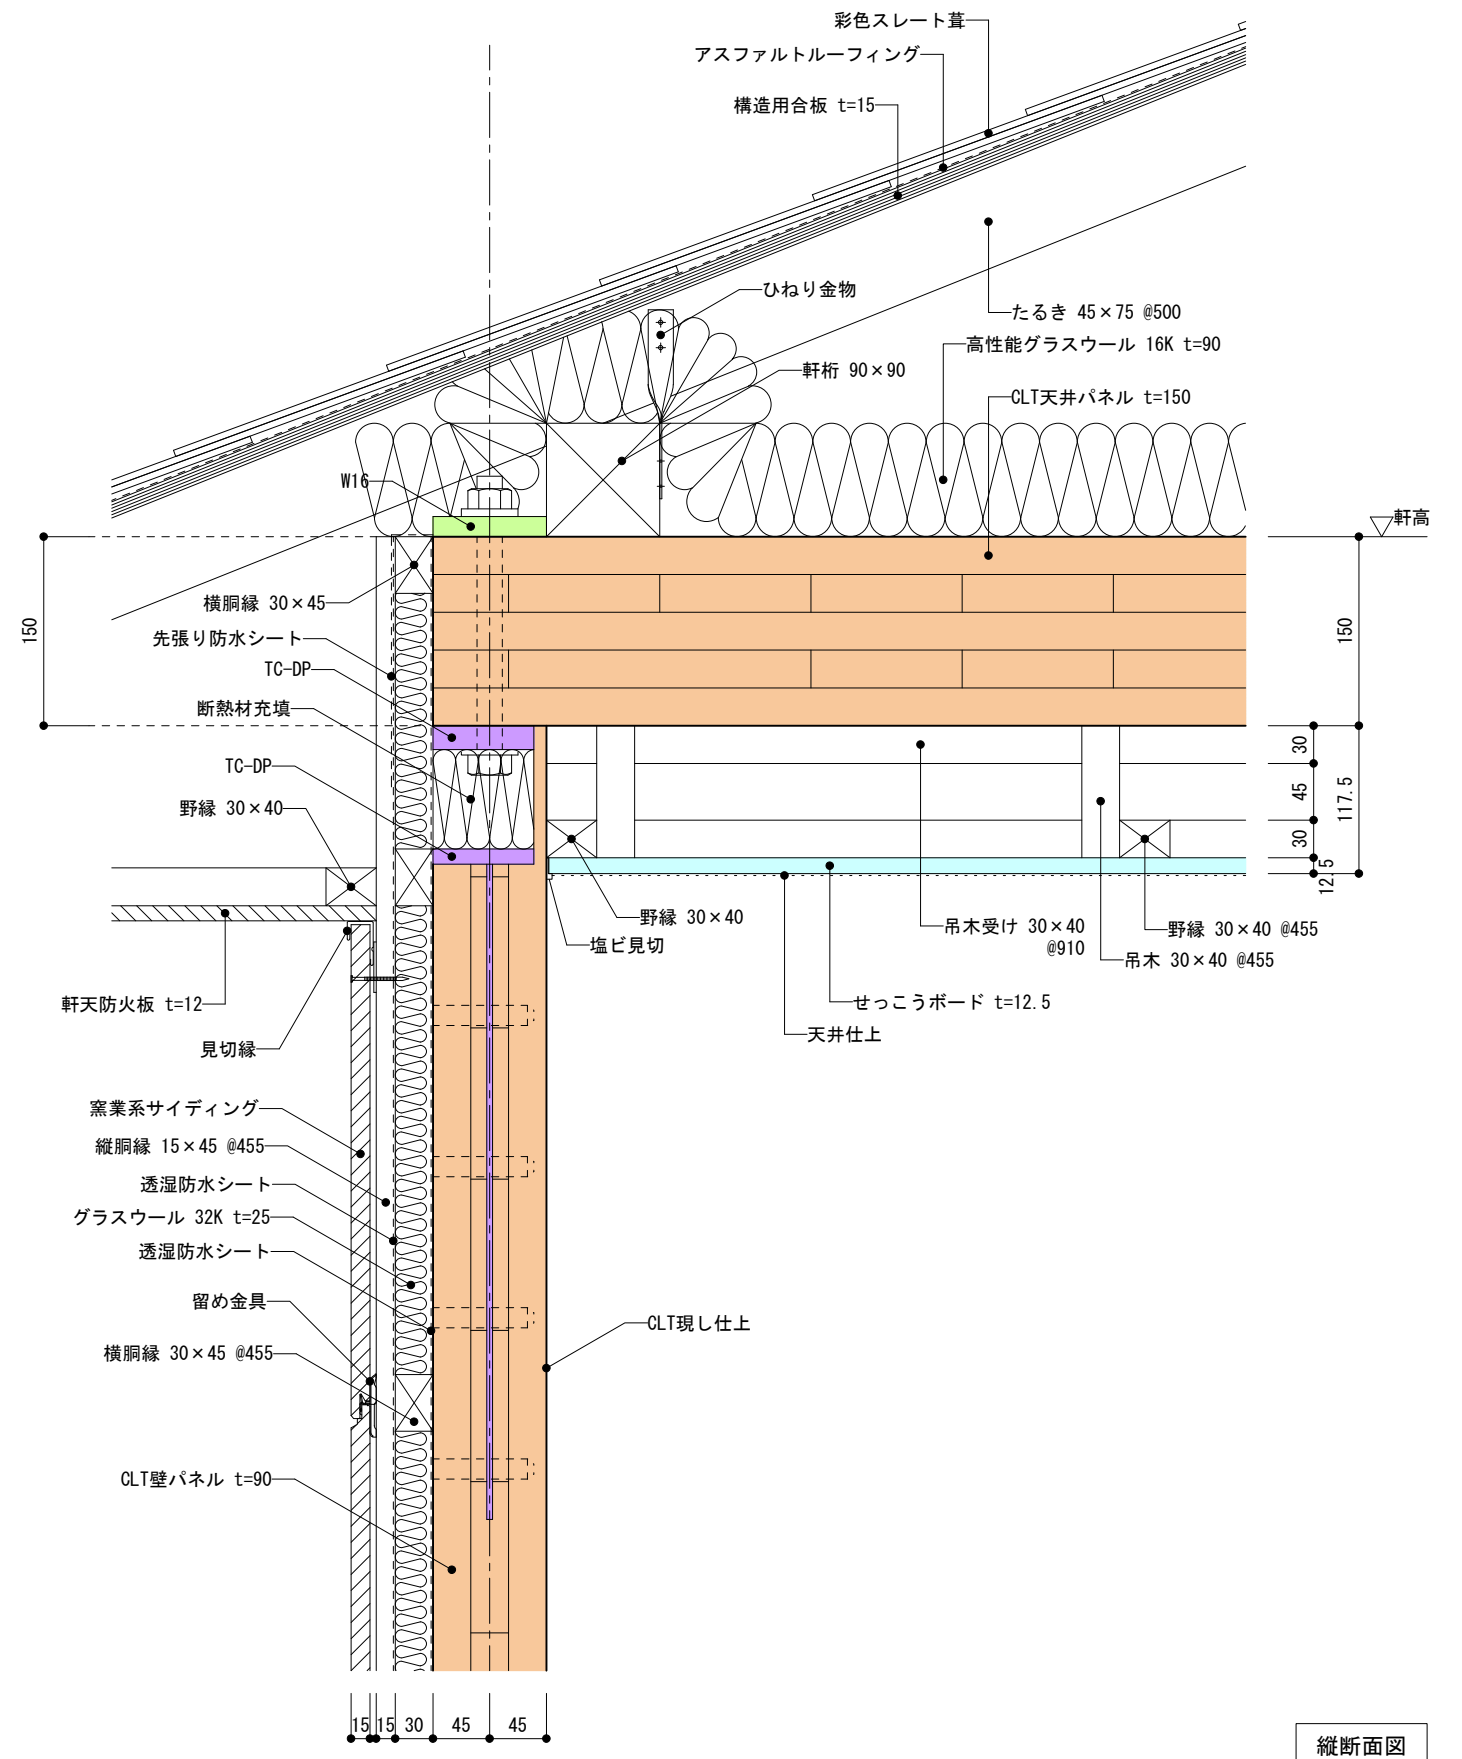 彩色スレート葺
アスファルトルーフィング
構造用合板 t=15
ひねり金物
たるき 45×75 @500
高性能グラスウール 16K t=90
軒桁 90×90
CLT天井パネル t=150
W16
軒高
横胴縁 30×45
150
150
先張り防水シート
TC-DP
断熱材充填
30
TC-DP
45
117.5
野縁 30×40
30
12.5
野縁 30×40
吊木受け 30×40
@910
野縁 30×40 @455
塩ビ見切
吊木 30×40 @455
軒天防火板 t=12
せっこうボード t=12.5
天井仕上
見切縁
窯業系サイディング
縦胴縁 15×45 @455
透湿防水シート
グラスウール 32K t=25
透湿防水シート
留め金具
CLT現し仕上
横胴縁 30×45 @455
CLT壁パネル t=90
15 15 30 45 45
縦断面図